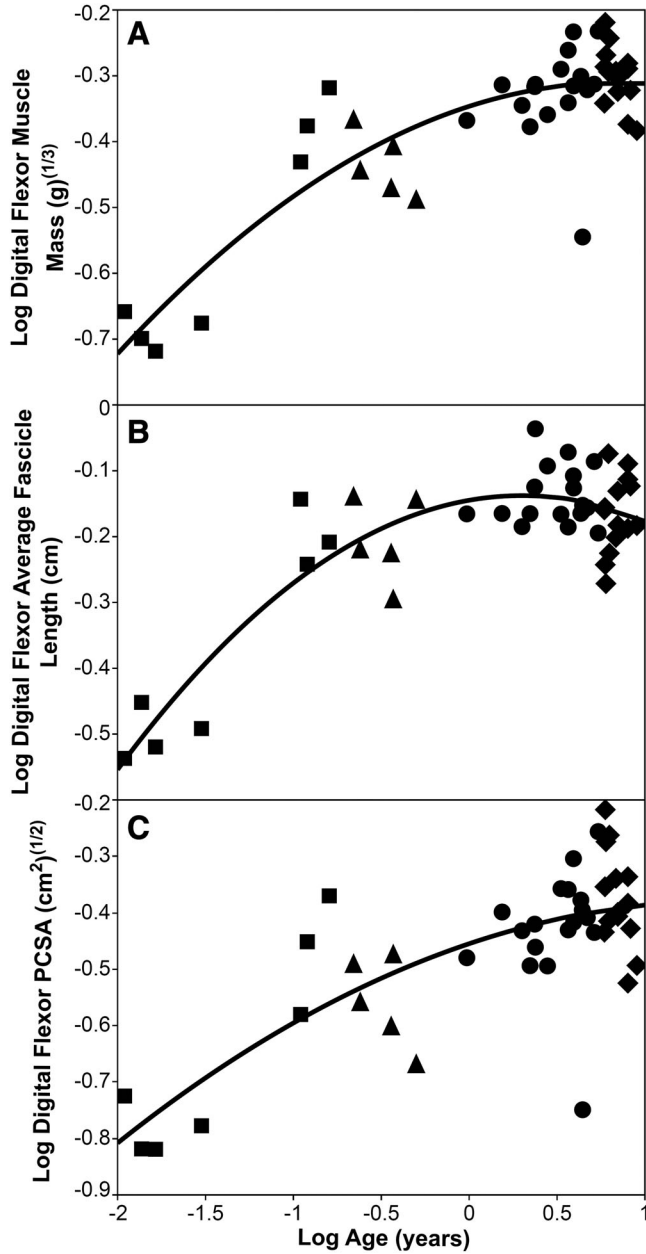 A
Log Digital Flexor Muscle
Mass (g)(1/3)
-0.2
-0.3
-0.4
-0.5
-0.6
-0.7
0
B
Log Digital Flexor Average Fascicle
Length (cm)
-0.1
-0.2
-0.3
-0.4
-0.5
-0.2
C
Log Digital Flexor PCSA (cm²)(1/2)
-0.3
-0.4
-0.5
-0.6
-0.7
-0.8
-0.9
-2 -1.5 -1 -0.5 0 0.5 1
Log Age (years)